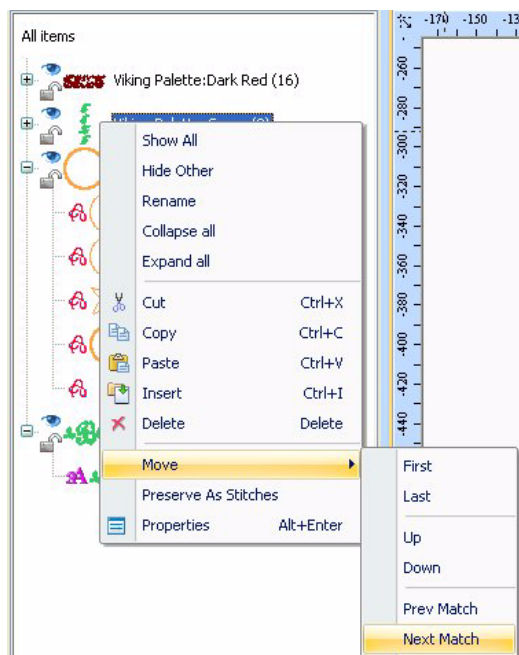 All items
-170 -150
Viking Palette:Dark Red (16)
Show All
Hide Other
Rename
Collapse all
Expand all
Cut Ctrl+X
Copy Ctrl+C
Paste Ctrl+V
Insert Ctrl+I
Delete Delete
Move
Preserve As Stitches
Properties Alt+Enter
First
Last
Up
Down
Prev Match
Next Match
-260
-280
-300
-320
-340
-360
-380
-400
-420
-440